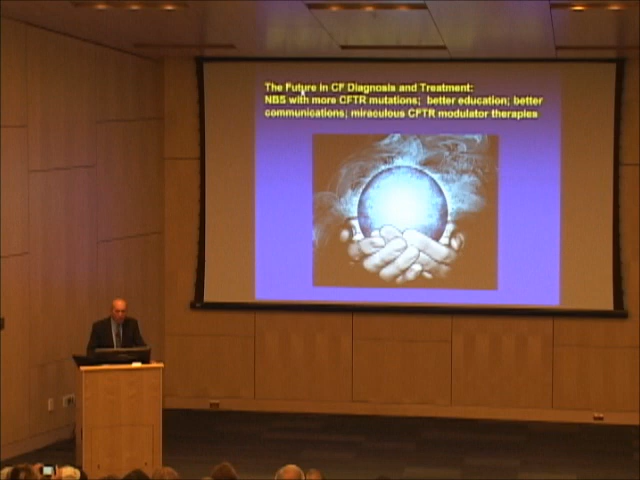 The Future in CF Diagnosis and Treatment:
NBS with more CFTR mutations; better education; better
communications; miraculous CFTR modulator therapies